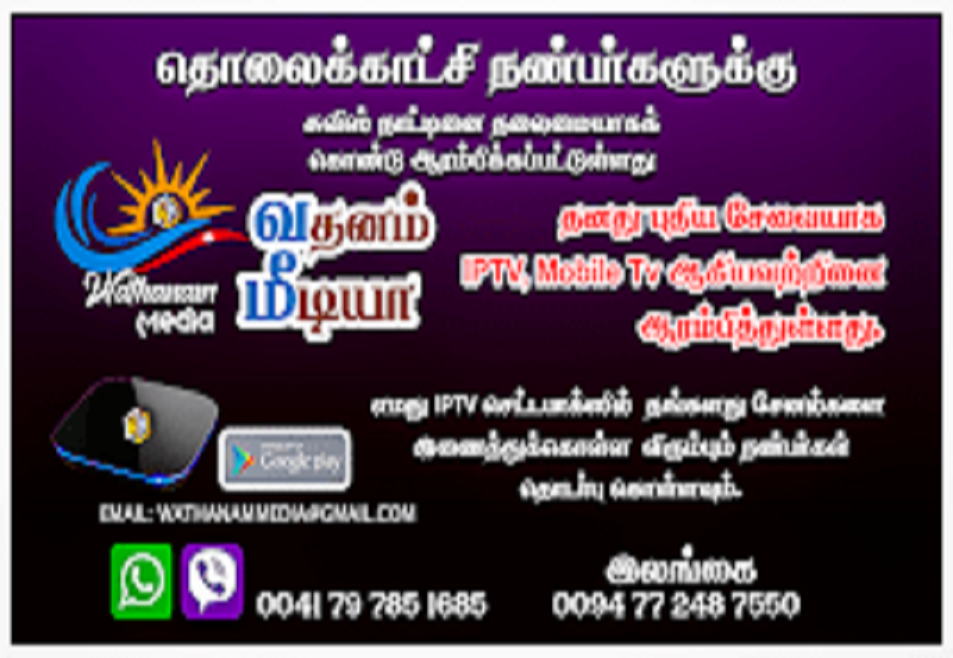 தொலைக்காட்சி நண்பர்களுக்கு
சுவிஸ் நாட்டினை தலைமையாகக்
கொண்டு ஆரம்பிக்கப்பட்டுள்ளது
வதனம்
மீடியா
Media
தனது புதிய சேவையாக
IPTV, Mobile Tv ஆகியவற்றினை
ஆரம்பித்துள்ளது.
எமது IPTV செட்பாக்ஸில் தங்களது சேனல்களை
இணைத்துக்கொள்ள விரும்பும் நண்பர்கள்
தொடர்பு கொள்ளவும்.
Google play
EMAIL: WATHANAMMEDIA@GMAIL.COM
0041 79 785 1685
இலங்கை
0094 77 248 7550